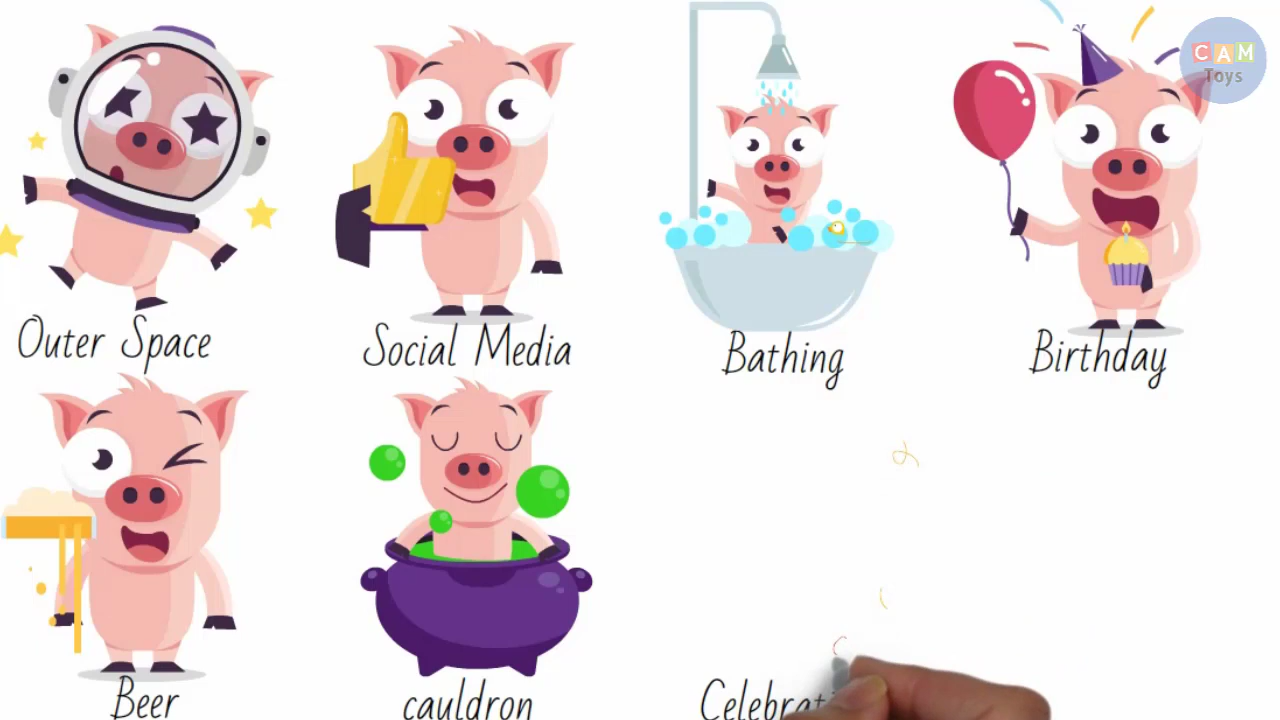 CAM
Toys
Outer Space
Social Media
Bathing
Birthday
Beer
cauldron